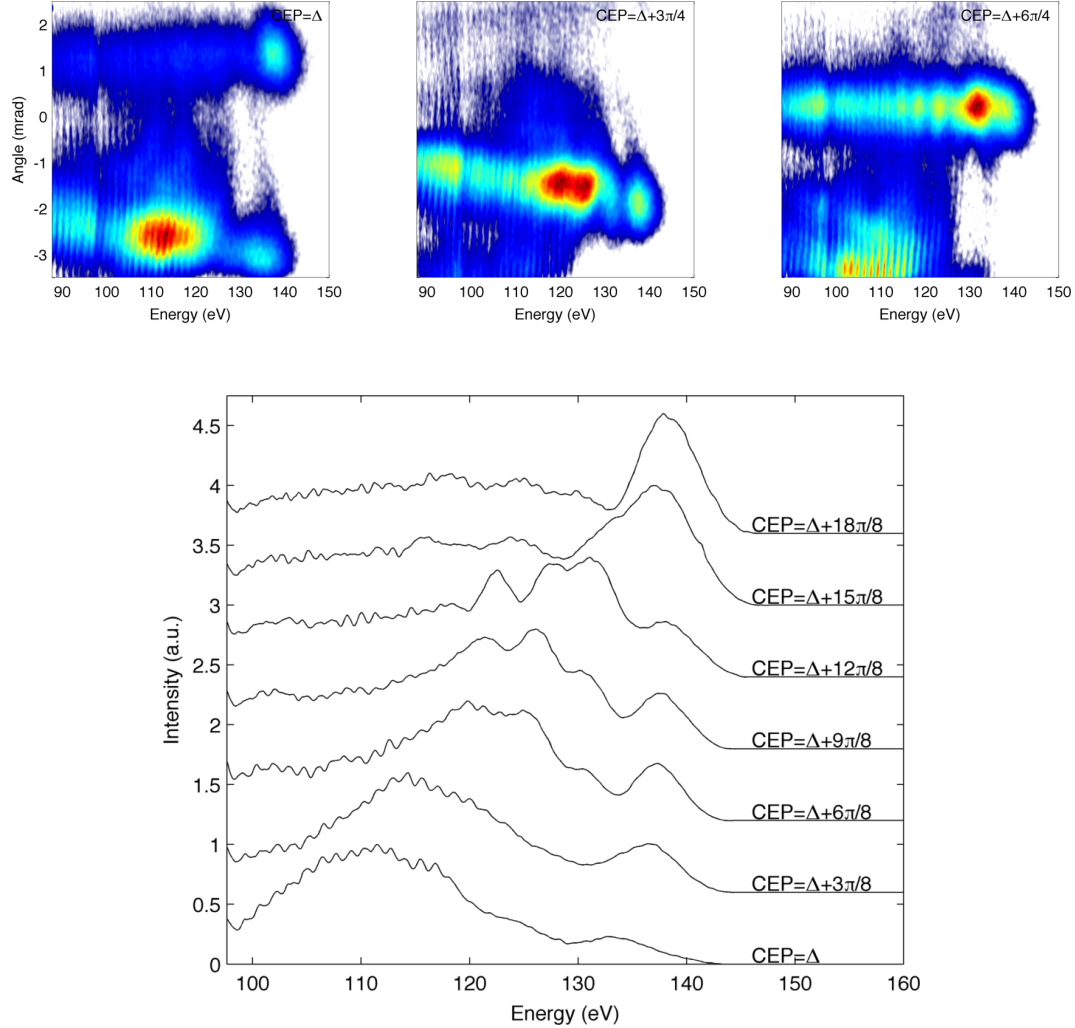 CEP=Δ
CEP=Δ+3π/4
CEP=Δ+6π/4
2
1
0
-1
-2
-3
Angle (mrad)
90 100 110 120 130 140 150
90 100 110 120 130 140 150
90 100 110 120 130 140 150
Energy (eV)
Energy (eV)
Energy (eV)
4.5
4
3.5
3
2.5
2
1.5
1
0.5
0
Intensity (a.u.)
CEP=Δ+18π/8
CEP=Δ+15π/8
CEP=Δ+12π/8
CEP=Δ+9π/8
CEP=Δ+6π/8
CEP=Δ+3π/8
CEP=Δ
100 110 120 130 140 150 160
Energy (eV)